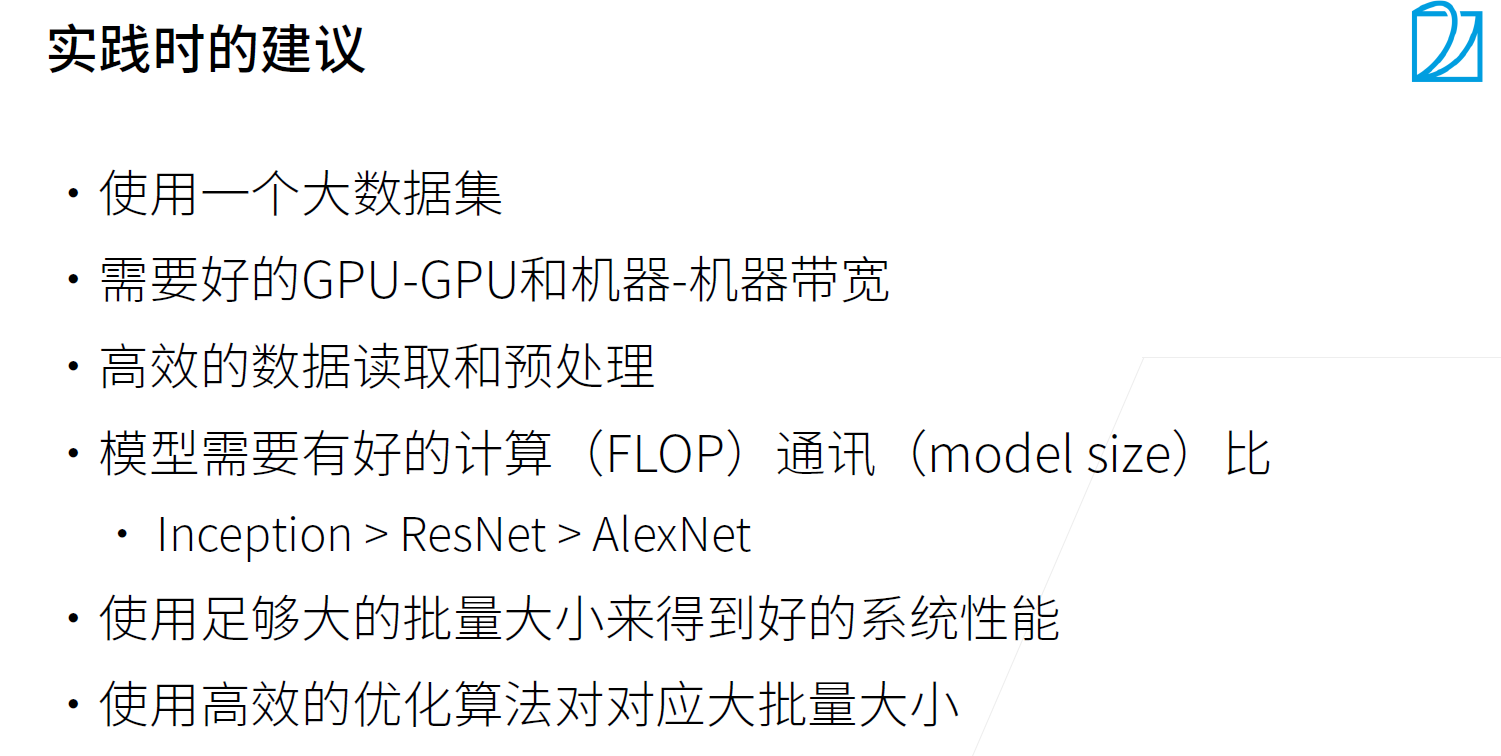 实践时的建议
• 使用一个大数据集
• 需要好的GPU-GPU和机器-机器带宽
• 高效的数据读取和预处理
• 模型需要有好的计算（FLOP）通讯（model size）比
• Inception > ResNet > AlexNet
• 使用足够大的批量大小来得到好的系统性能
• 使用高效的优化算法对对应大批量大小